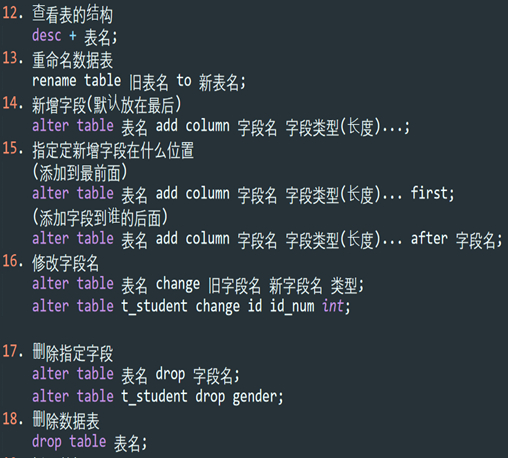 12. 查看表的结构
desc + 表名;
13. 重命名数据表
rename table 旧表名 to 新表名;
14. 新增字段(默认放在最后)
alter table 表名 add column 字段名 字段类型(长度)...;
15. 指定定新增字段在什么位置
(添加到最前面)
alter table 表名 add column 字段名 字段类型(长度)... first;
(添加字段到谁的后面)
alter table 表名 add column 字段名 字段类型(长度)... after 字段名;
16. 修改字段名
alter table 表名 change 旧字段名 新字段名 类型;
alter table t_student change id id_num int;
17. 删除指定字段
alter table 表名 drop 字段名;
alter table t_student drop gender;
18. 删除数据表
drop table 表名;